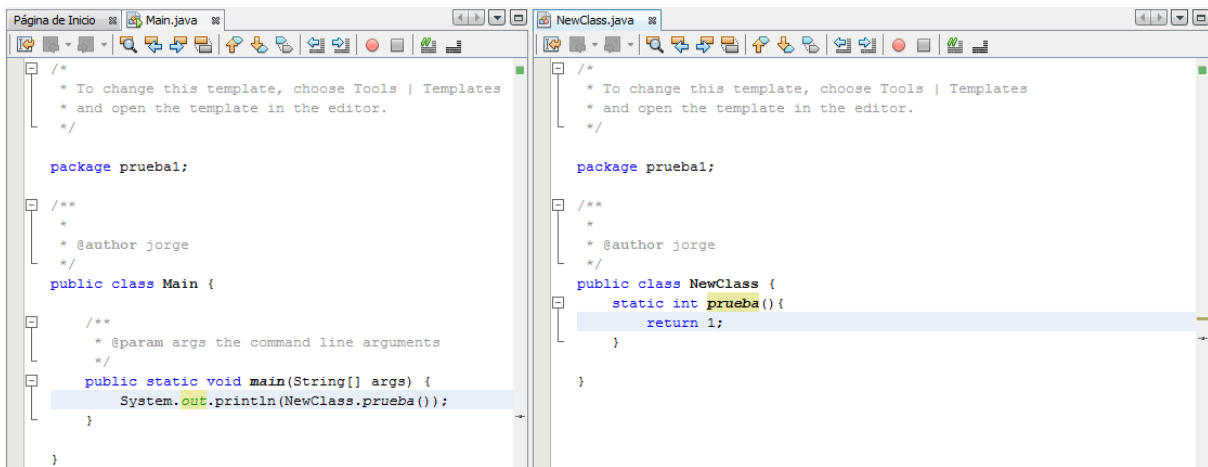 Página de Inicio
Main.java
/*
 * To change this template, choose Tools | Templates
 * and open the template in the editor.
 */
package prueba1;
/**
 *
 * @author jorge
 */
public class Main {
    /**
     * @param args the command line arguments
     */
    public static void main(String[] args) {
        System.out.println(NewClass.prueba());
    }
}
NewClass.java
/*
 * To change this template, choose Tools | Templates
 * and open the template in the editor.
 */
package prueba1;
/**
 *
 * @author jorge
 */
public class NewClass {
    static int prueba(){
        return 1;
    }
}